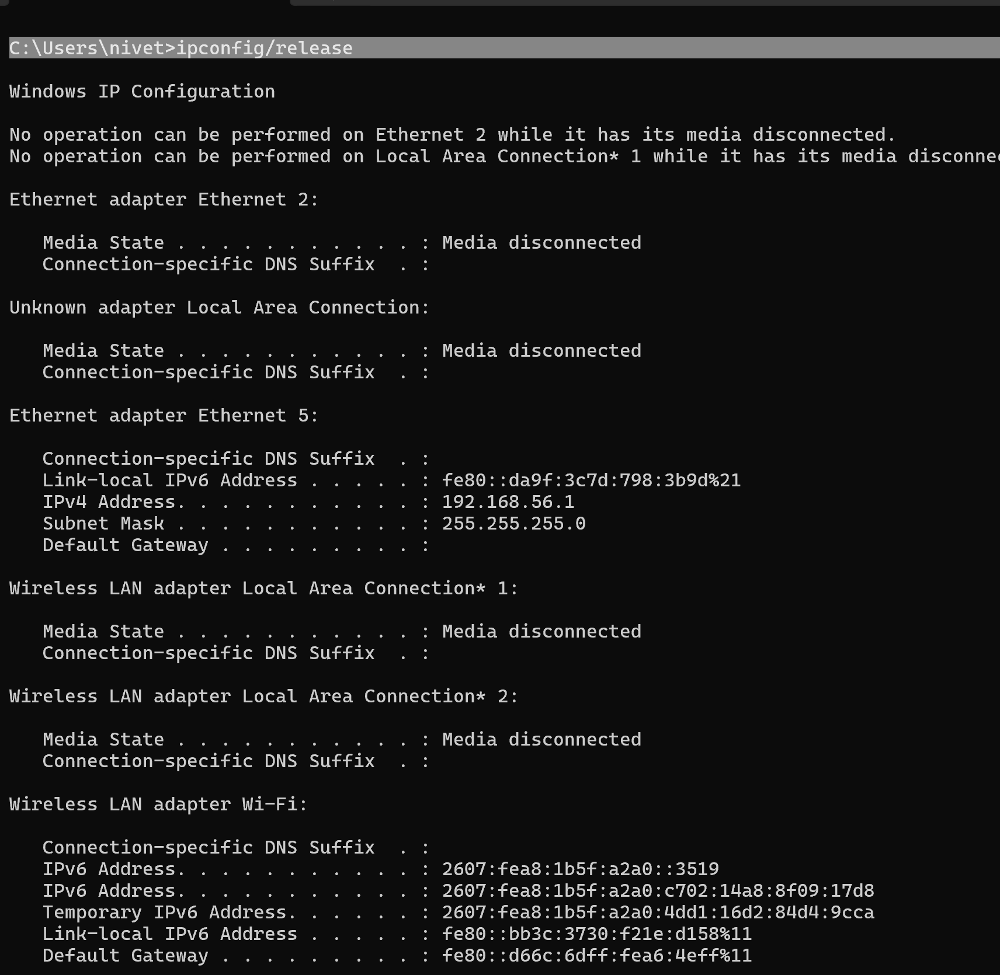 C:\Users\nivet>ipconfig/release
Windows IP Configuration
No operation can be performed on Ethernet 2 while it has its media disconnected.
No operation can be performed on Local Area Connection* 1 while it has its media disconnec
Ethernet adapter Ethernet 2:
Media State . . . . . . . . . . . : Media disconnected
Connection-specific DNS Suffix  . :
Unknown adapter Local Area Connection:
Media State . . . . . . . . . . . : Media disconnected
Connection-specific DNS Suffix  . :
Ethernet adapter Ethernet 5:
Connection-specific DNS Suffix  . :
Link-local IPv6 Address . . . . . : fe80::da9f:3c7d:798:3b9d%21
IPv4 Address. . . . . . . . . . . : 192.168.56.1
Subnet Mask . . . . . . . . . . . : 255.255.255.0
Default Gateway . . . . . . . . . :
Wireless LAN adapter Local Area Connection* 1:
Media State . . . . . . . . . . . : Media disconnected
Connection-specific DNS Suffix  . :
Wireless LAN adapter Local Area Connection* 2:
Media State . . . . . . . . . . . : Media disconnected
Connection-specific DNS Suffix  . :
Wireless LAN adapter Wi-Fi:
Connection-specific DNS Suffix  . :
IPv6 Address. . . . . . . . . . . : 2607:fea8:1b5f:a2a0::3519
IPv6 Address. . . . . . . . . . . : 2607:fea8:1b5f:a2a0:c702:14a8:8f09:17d8
Temporary IPv6 Address. . . . . . : 2607:fea8:1b5f:a2a0:4dd1:16d2:84d4:9cca
Link-local IPv6 Address . . . . . : fe80::bb3c:3730:f21e:d158%11
Default Gateway . . . . . . . . . : fe80::d66c:6dff:fea6:4eff%11